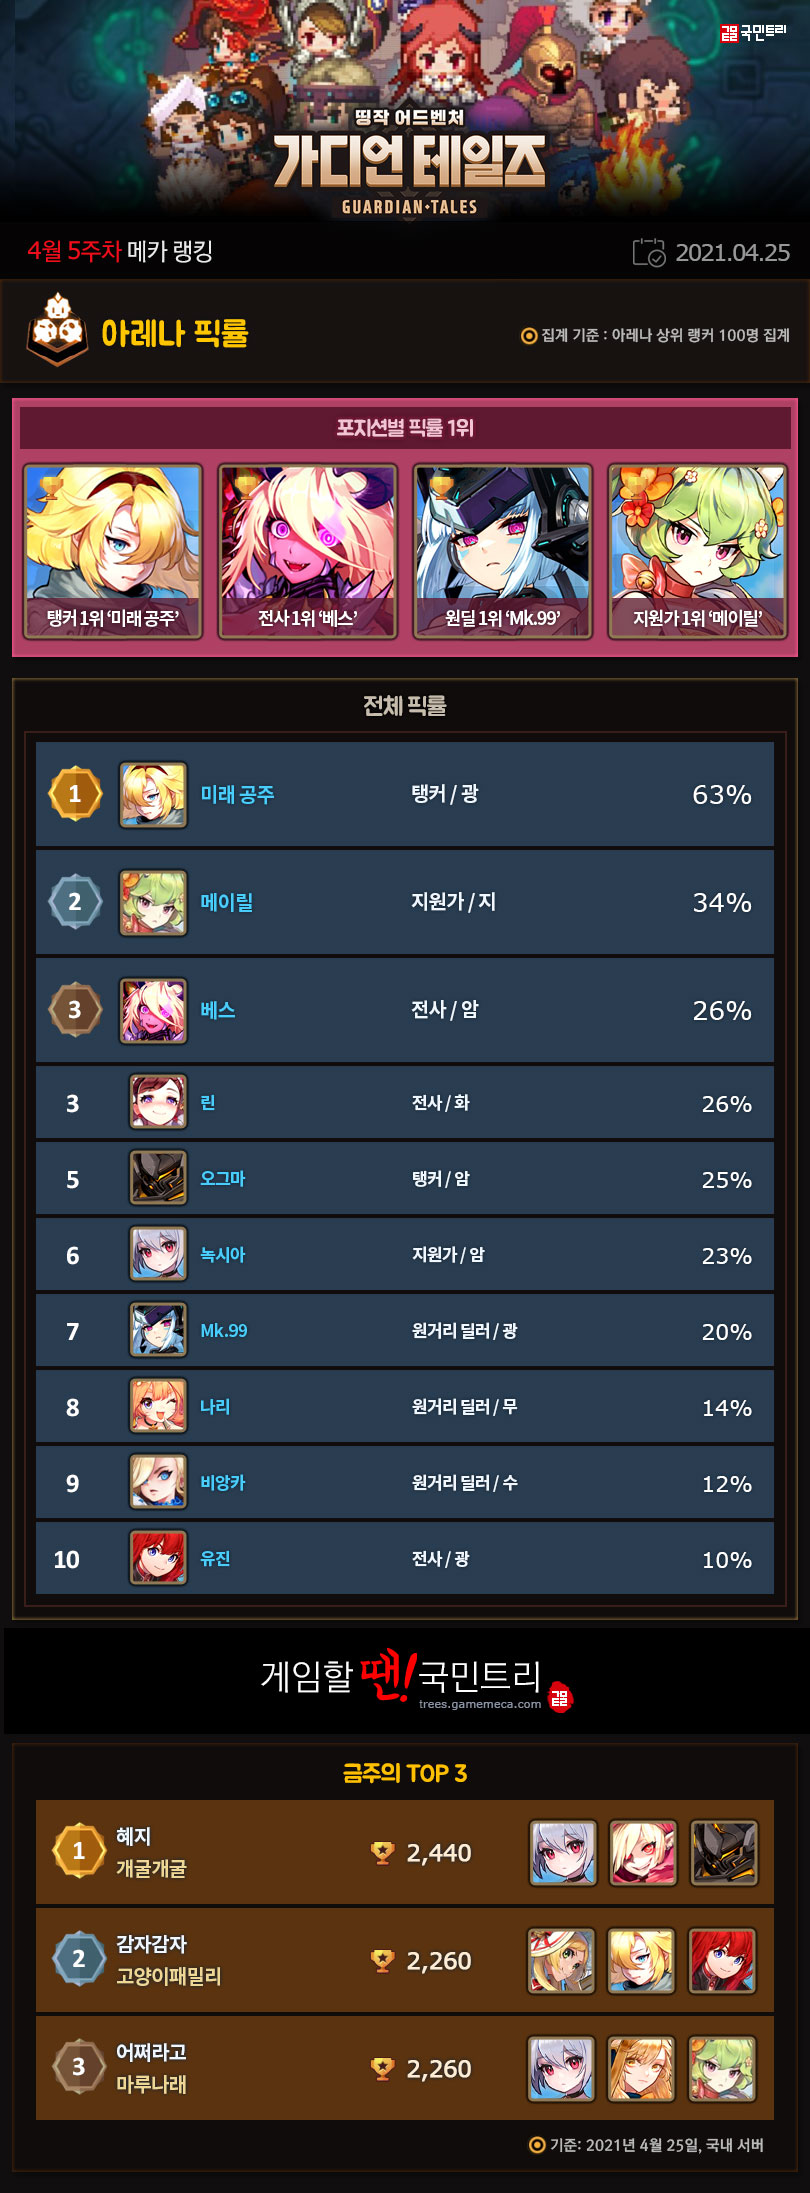 국민트리
띵작 어드벤처
가디언 테일즈
GUARDIAN TALES
4월 5주차 메카 랭킹
2021.04.25
아레나 픽률
집계 기준 : 아레나 상위 랭커 100명 집계
포지션별 픽률 1위
탱커 1위 ‘미래 공주’
전사 1위 ‘베스’
원딜 1위 ‘Mk.99’
지원가 1위 ‘메이릴’
전체 픽률
1 미래 공주 탱커 / 광 63%
2 메이릴 지원가 / 지 34%
3 베스 전사 / 암 26%
3 린 전사 / 화 26%
5 오그마 탱커 / 암 25%
6 녹시아 지원가 / 암 23%
7 Mk.99 원거리 딜러 / 광 20%
8 나리 원거리 딜러 / 무 14%
9 비앙카 원거리 딜러 / 수 12%
10 유진 전사 / 광 10%
게임할 땐! 국민트리
trees.gamemeca.com
금주의 TOP 3
1 혜지 2,440
개굴개굴
2 감자감자 2,260
고양이패밀리
3 어쩌라고 2,260
마루나래
기준: 2021년 4월 25일, 국내 서버